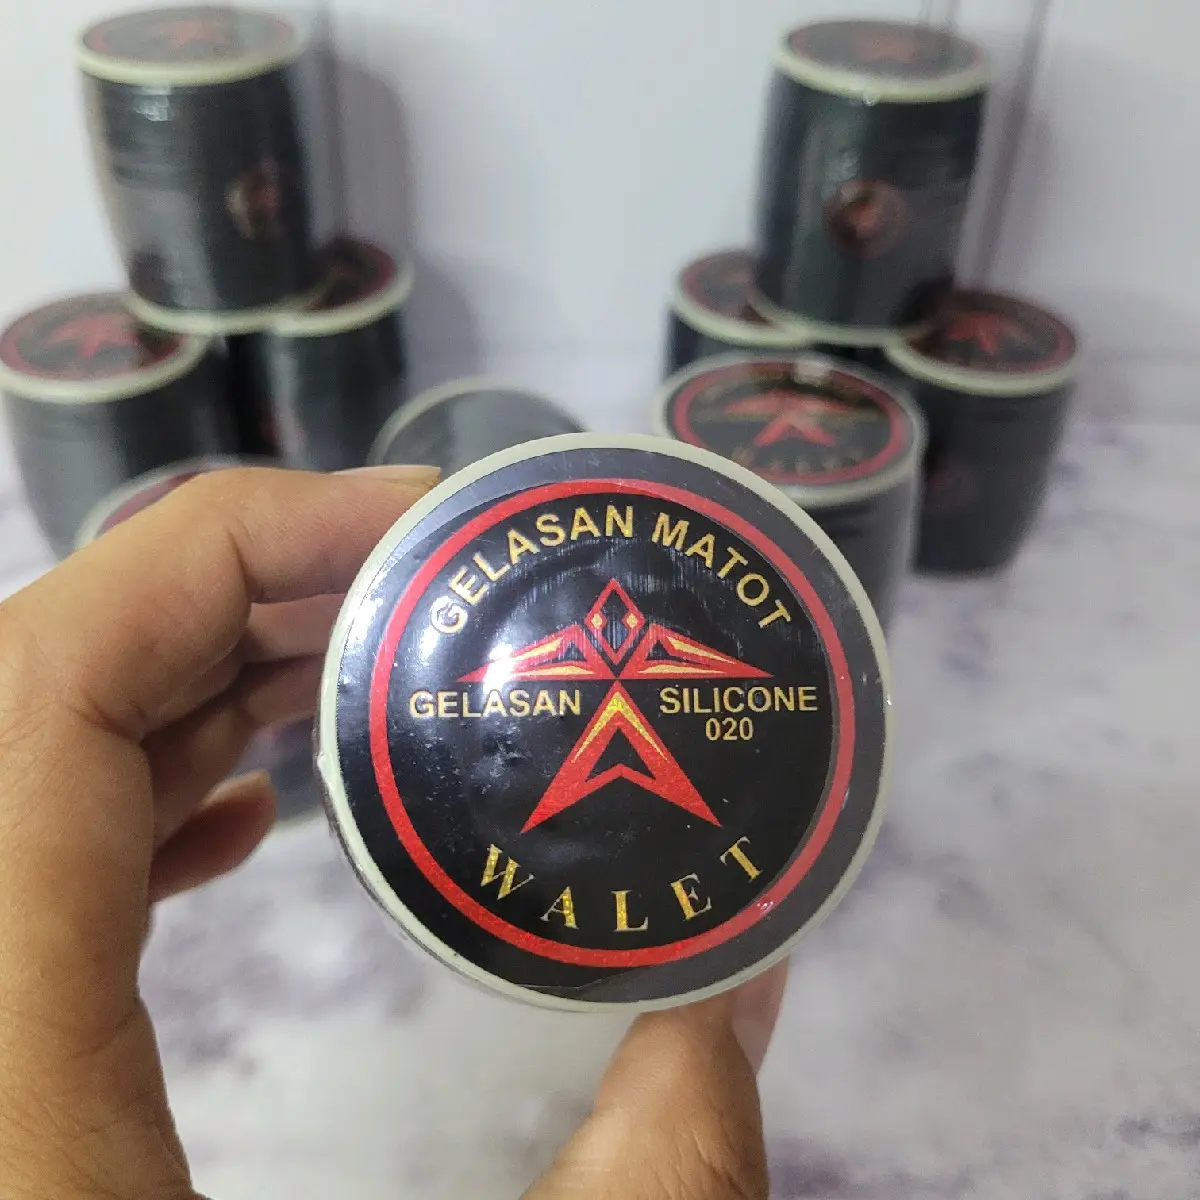 GELASAN MATOT
GELASAN SILICONE
020
WALET